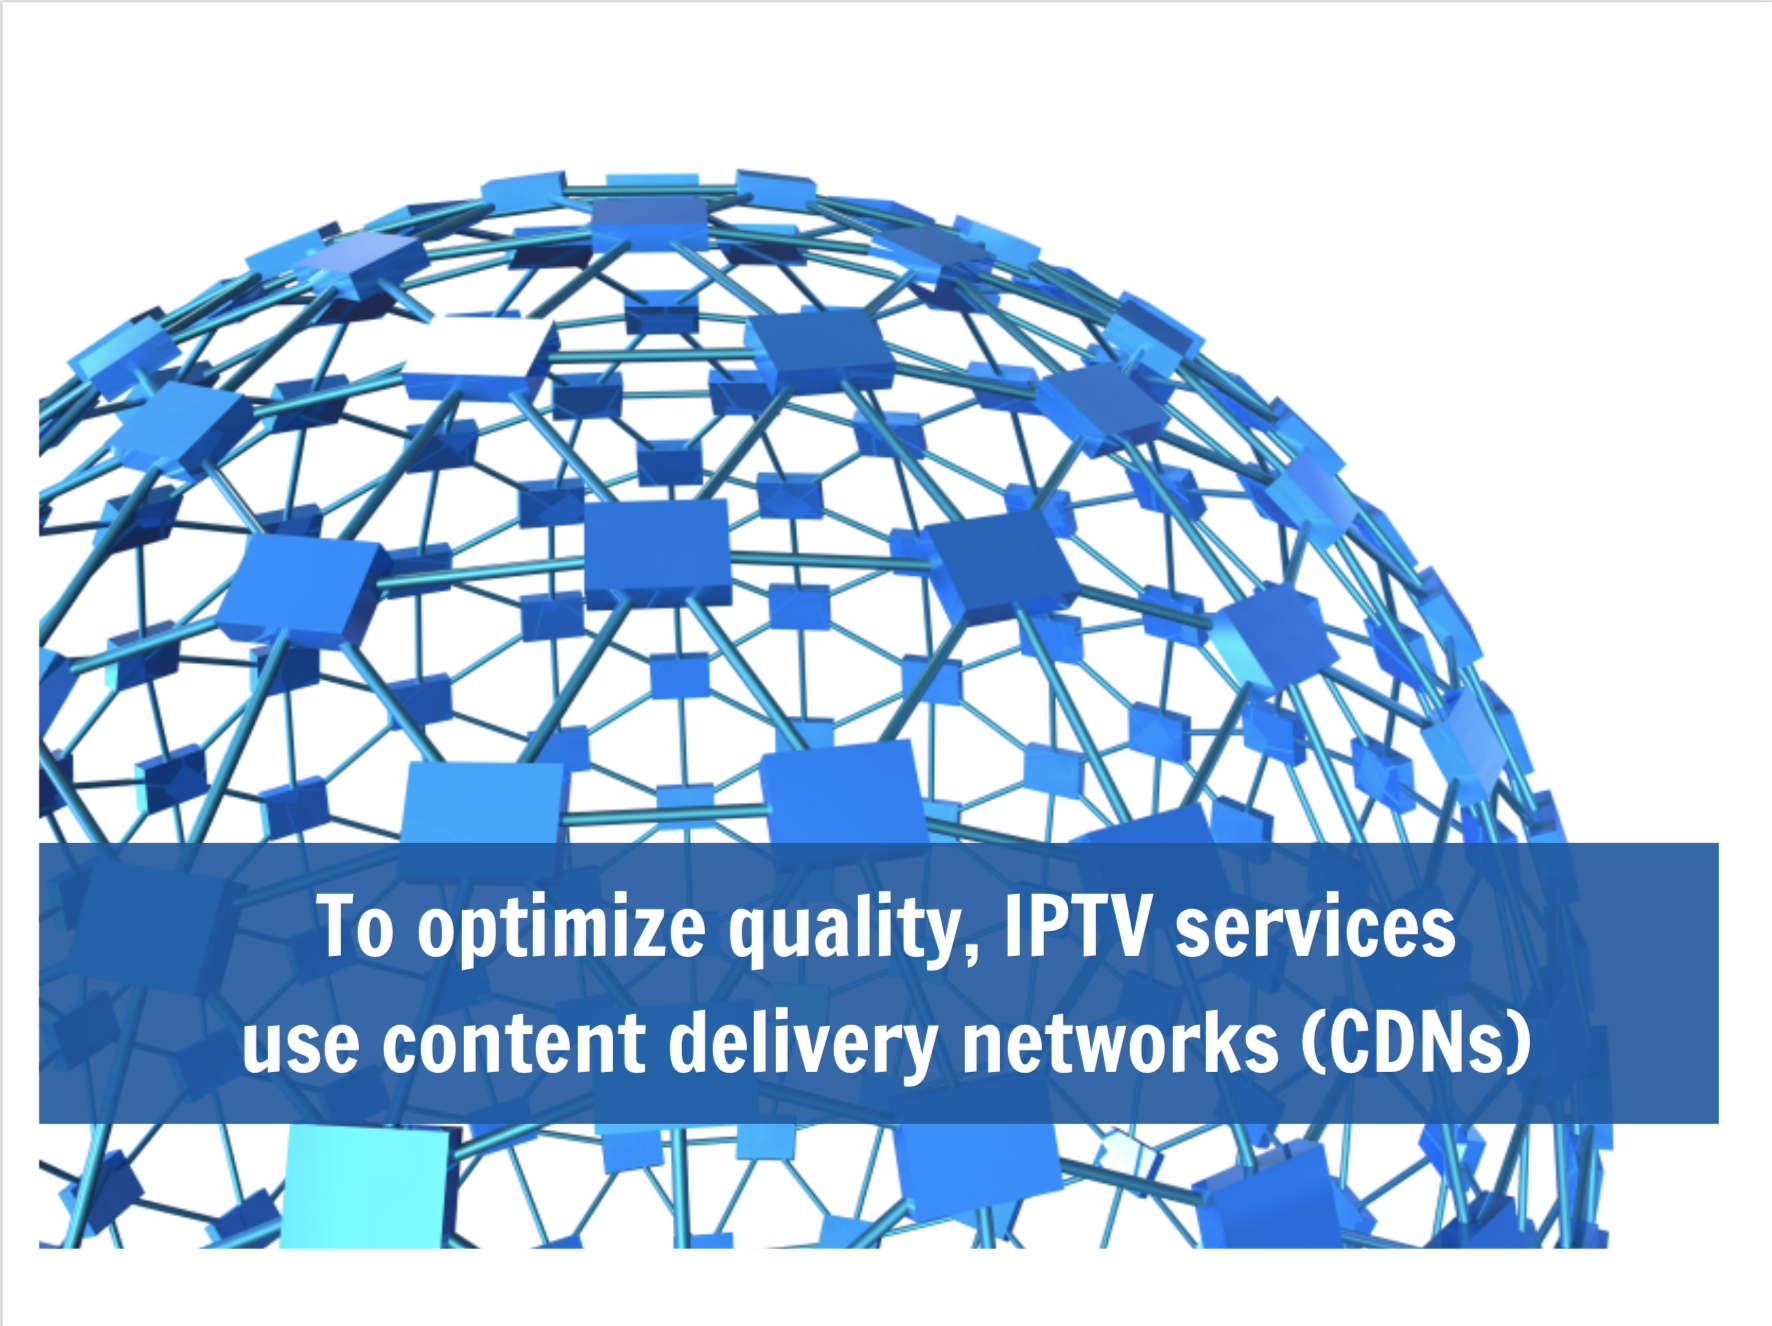 To optimize quality, IPTV services
use content delivery networks (CDNs)